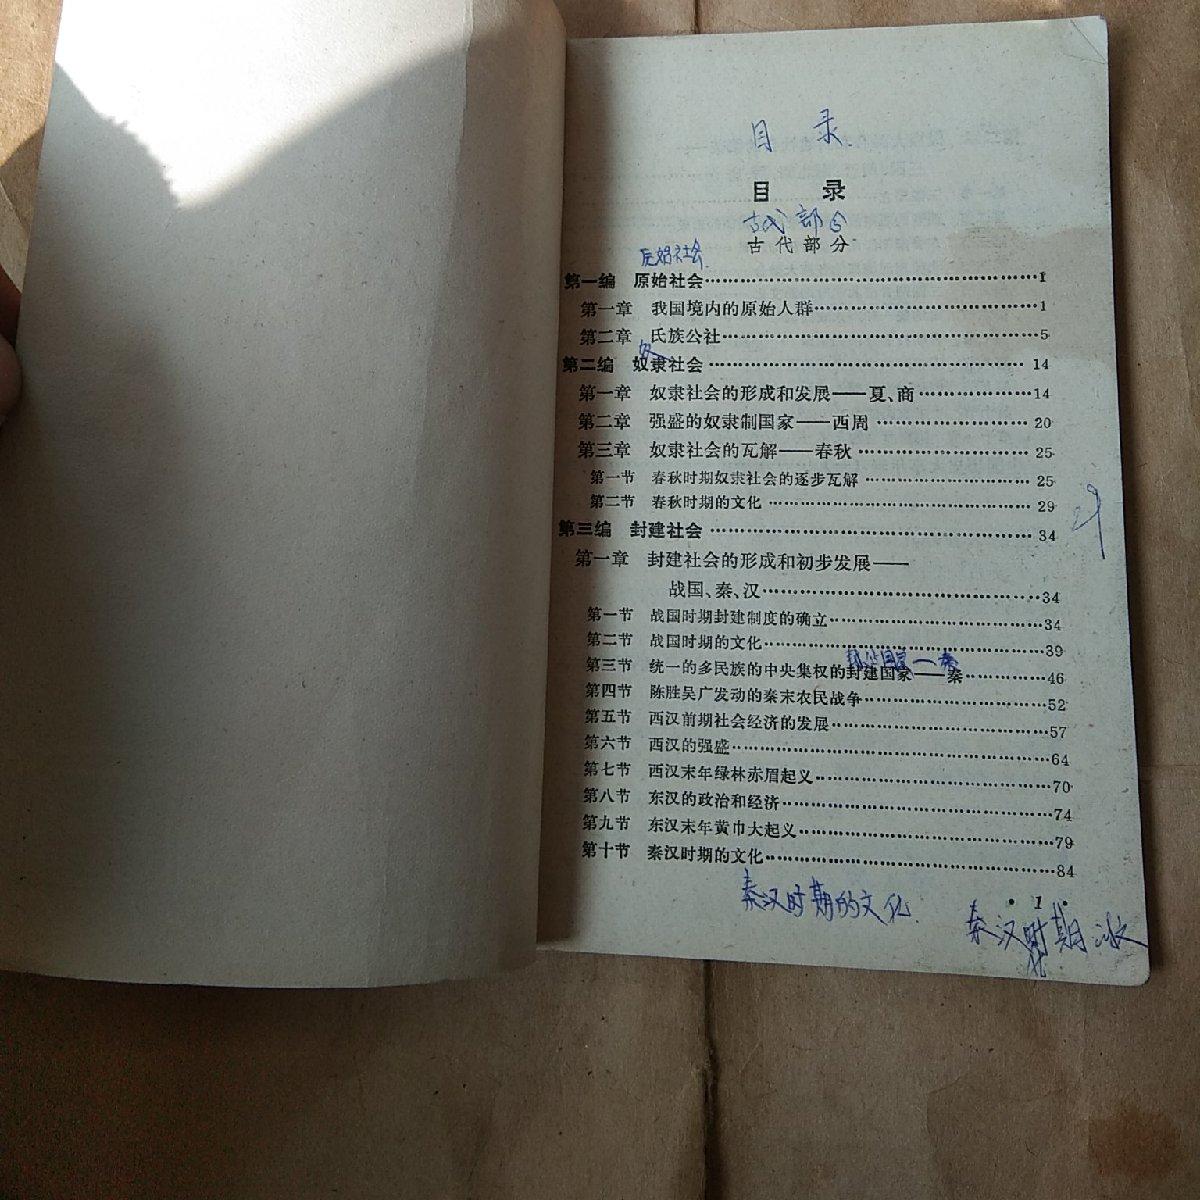 目 录
目 录
古代部分
古代部分
原始社会
第一编 原始社会……1
第一章 我国境内的原始人群……1
第二章 氏族公社……5
第二编 奴隶社会……14
第一章 奴隶社会的形成和发展——夏、商……14
第二章 强盛的奴隶制国家——西周……20
第三章 奴隶社会的瓦解——春秋……25
第一节 春秋时期奴隶社会的逐步瓦解……25
第二节 春秋时期的文化……29
第三编 封建社会……34
第一章 封建社会的形成和初步发展——
战国、秦、汉……34
第一节 战国时期封建制度的确立……34
第二节 战国时期的文化……39
国家——秦
第三节 统一的多民族的中央集权的封建国家——秦……46
第四节 陈胜吴广发动的秦末农民战争……52
第五节 西汉前期社会经济的发展……57
第六节 西汉的强盛……64
第七节 西汉末年绿林赤眉起义……70
第八节 东汉的政治和经济……74
第九节 东汉末年黄巾大起义……79
第十节 秦汉时期的文化……84
秦汉时期的文化
• 1 •
秦汉时期